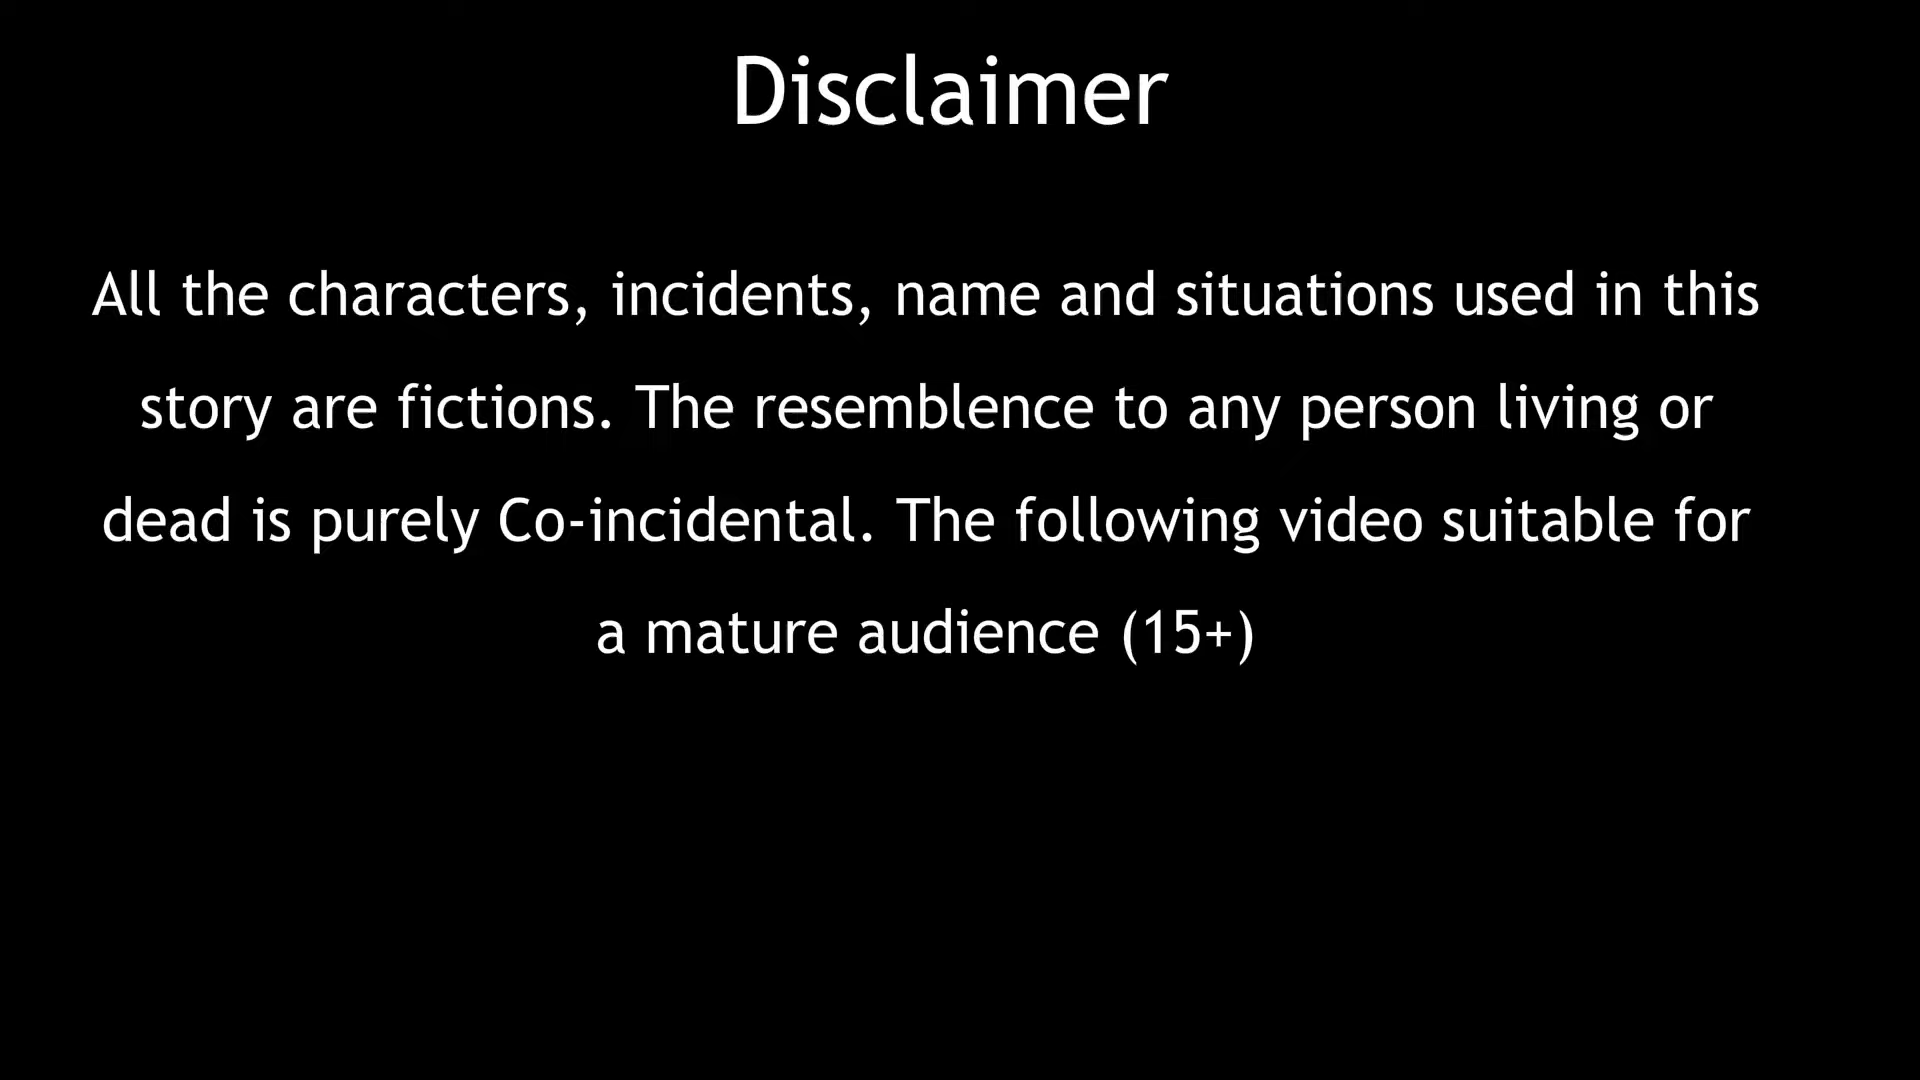 Disclaimer
All the characters, incidents, name and situations used in this
story are fictions. The resemblence to any person living or
dead is purely Co-incidental. The following video suitable for
a mature audience (15+)